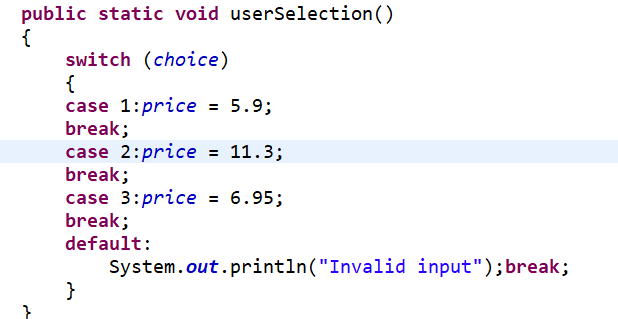 public static void userSelection()
{
switch (choice)
{
case 1:price = 5.9;
break;
case 2:price = 11.3;
break;
case 3:price = 6.95;
break;
default:
System.out.println("Invalid input");break;
}
}